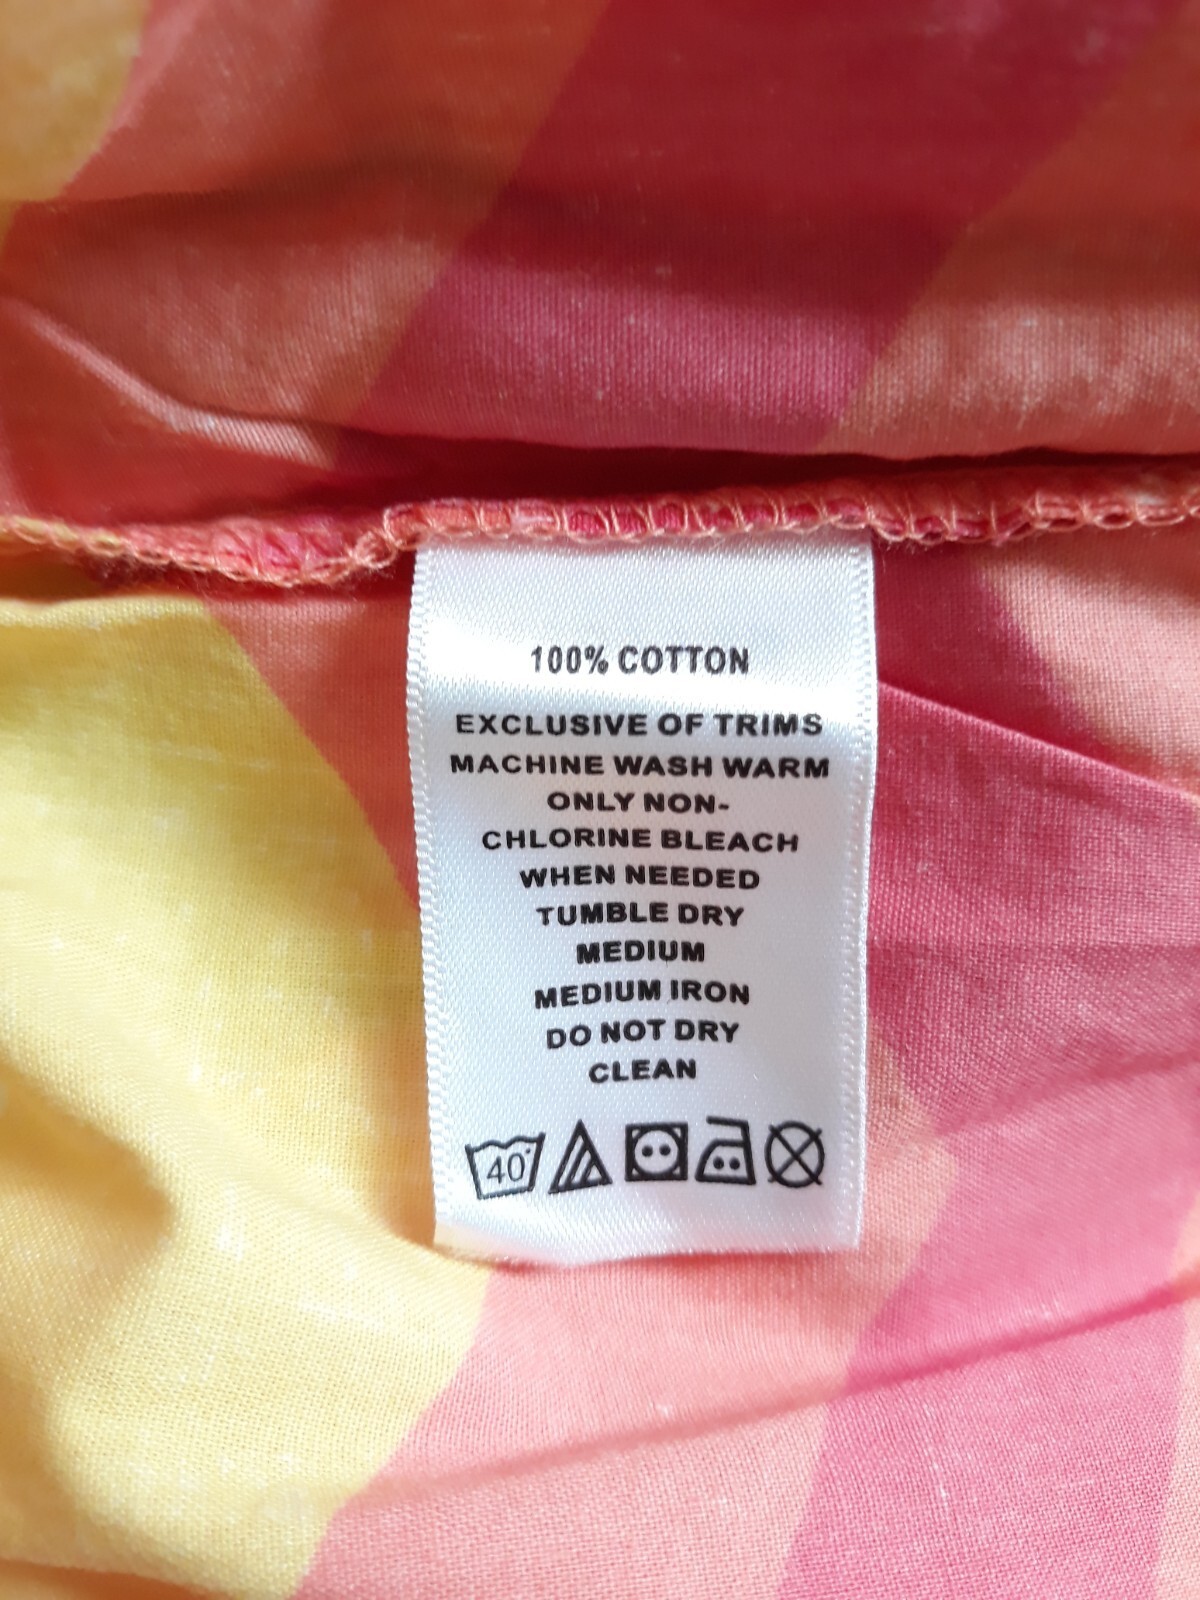 100% COTTON
EXCLUSIVE OF TRIMS
MACHINE WASH WARM
ONLY NON-
CHLORINE BLEACH
WHEN NEEDED
TUMBLE DRY
MEDIUM
MEDIUM IRON
DO NOT DRY
CLEAN
40°